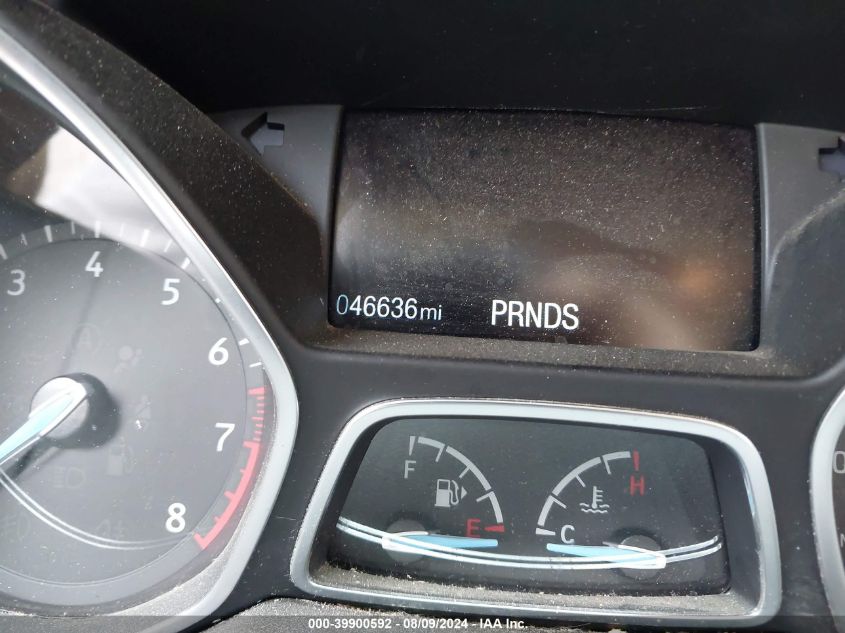 046636mi PRNDS
3 4 5 6 7 8
F E
C H
000-39900592 / 08/09/2024 - IAA Inc.